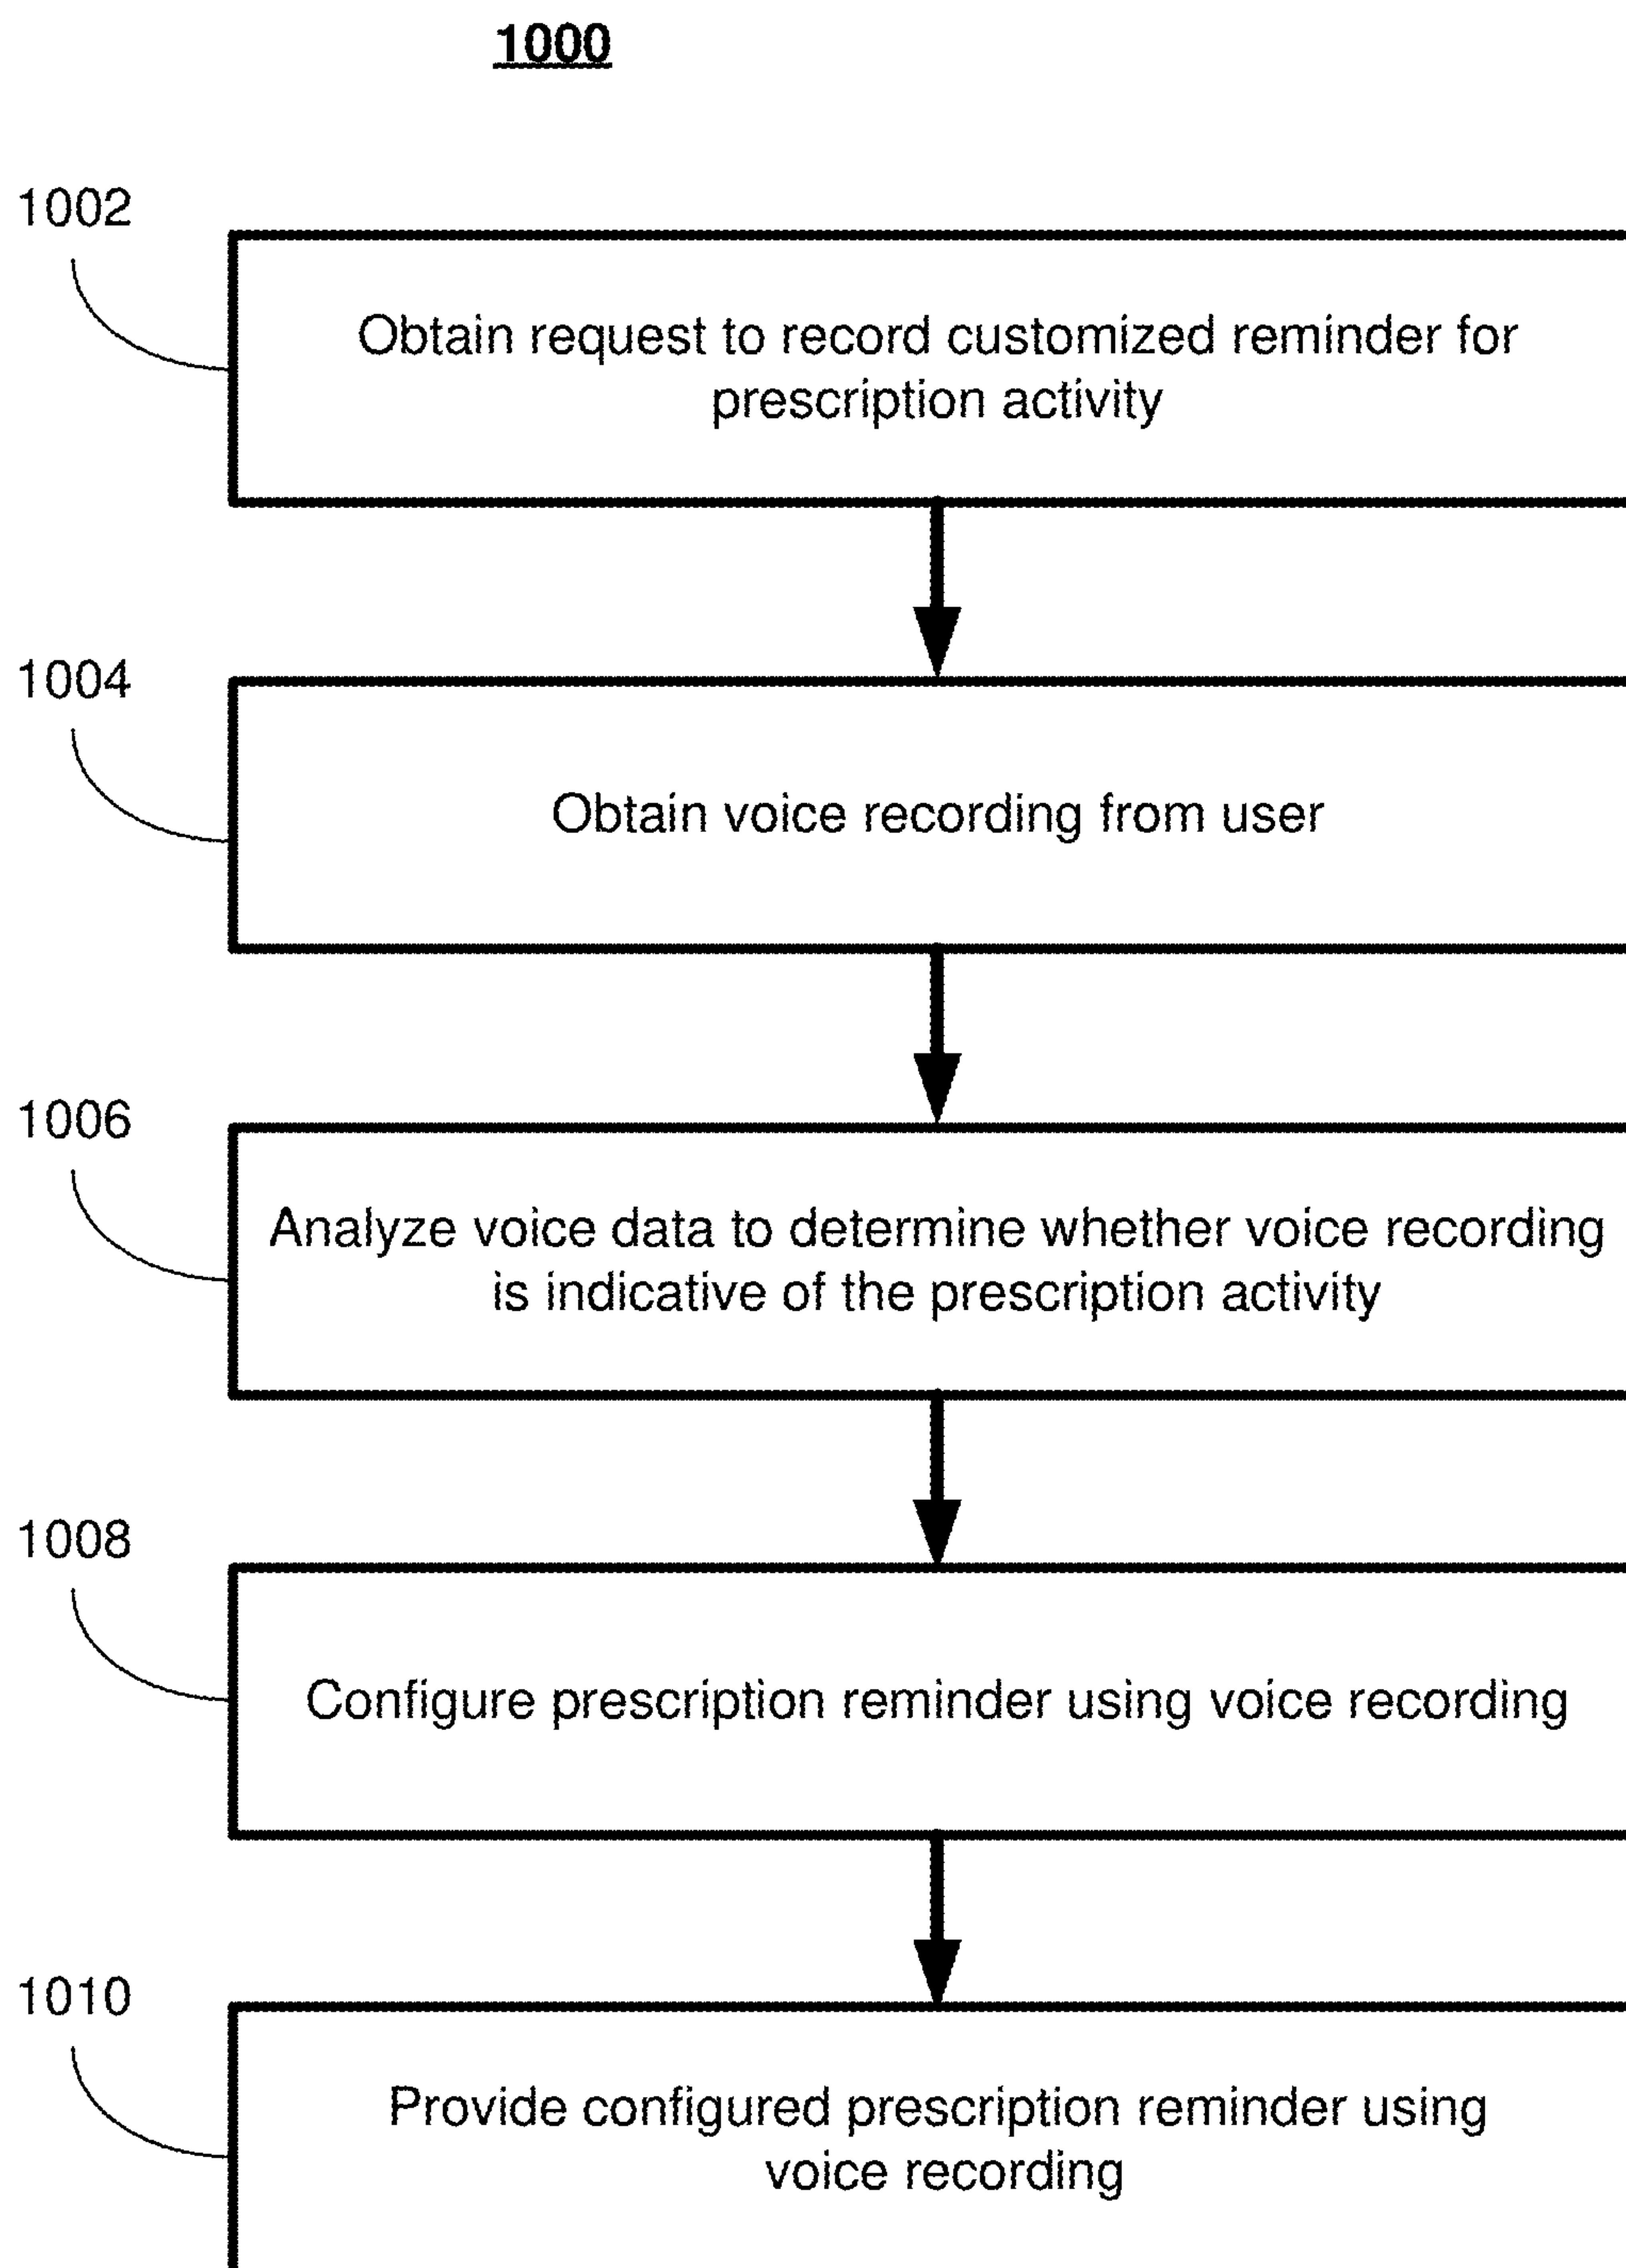 1000
1002
Obtain request to record customized reminder for
prescription activity
1004
Obtain voice recording from user
1006
Analyze voice data to determine whether voice recording
is indicative of the prescription activity
1008
Configure prescription reminder using voice recording
1010
Provide configured prescription reminder using
voice recording